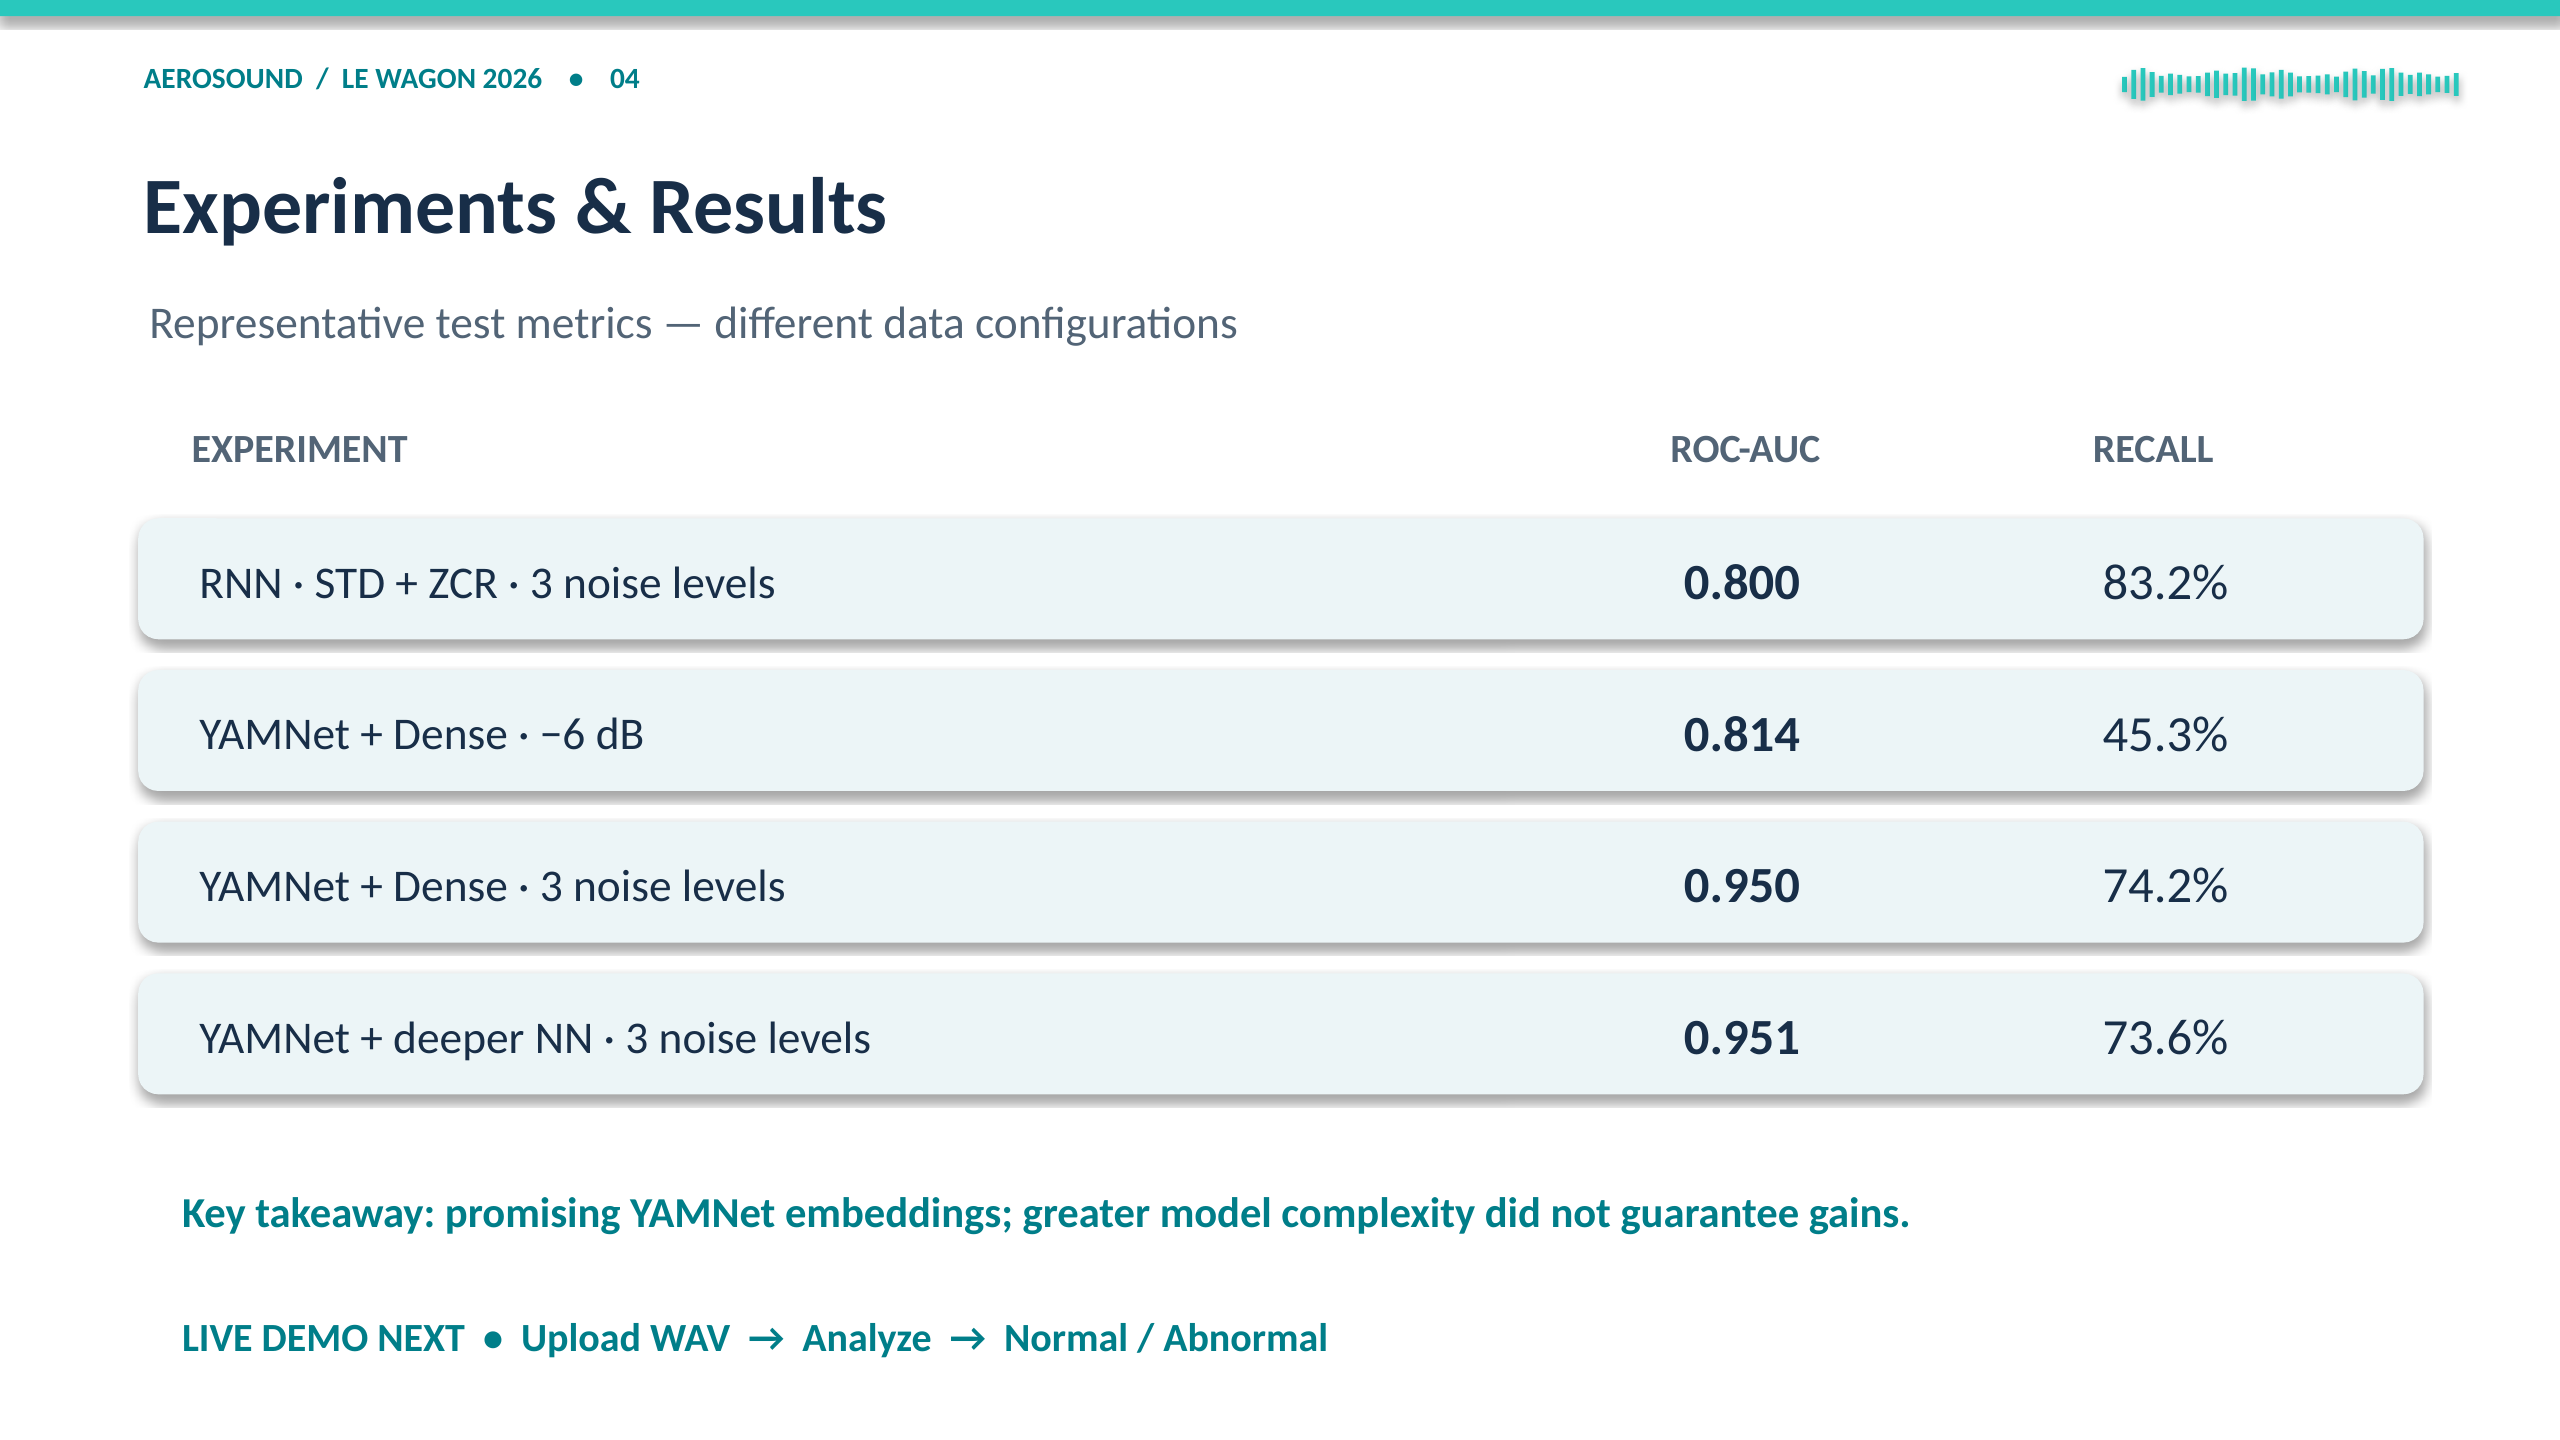 AEROSOUND / LE WAGON 2026 ● 04
Experiments & Results
Representative test metrics — different data configurations
EXPERIMENT ROC-AUC RECALL
RNN · STD + ZCR · 3 noise levels 0.800 83.2%
YAMNet + Dense · −6 dB 0.814 45.3%
YAMNet + Dense · 3 noise levels 0.950 74.2%
YAMNet + deeper NN · 3 noise levels 0.951 73.6%
Key takeaway: promising YAMNet embeddings; greater model complexity did not guarantee gains.
LIVE DEMO NEXT ● Upload WAV → Analyze → Normal / Abnormal